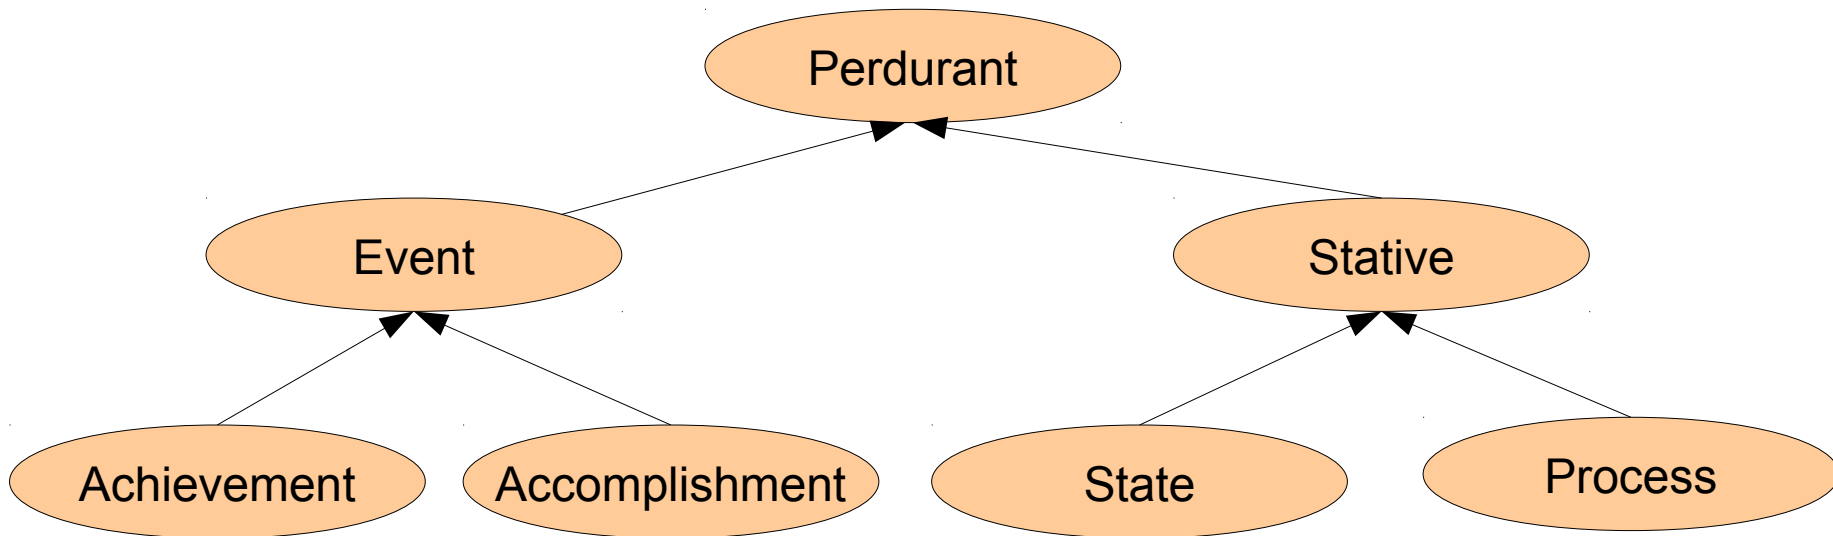 Perdurant
Event
Stative
Achievement
Accomplishment
State
Process